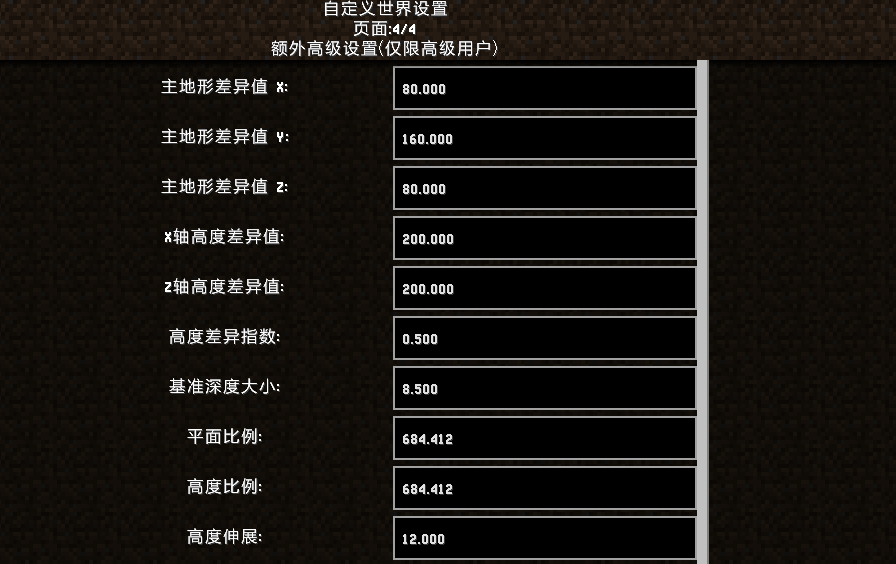 自定义世界设置
页面:4/4
额外高级设置(仅限高级用户)
主地形差异值 X: 80.000
主地形差异值 Y: 160.000
主地形差异值 Z: 80.000
X轴高度差异值: 200.000
Z轴高度差异值: 200.000
高度差异指数: 0.500
基准深度大小: 8.500
平面比例: 684.412
高度比例: 684.412
高度伸展: 12.000